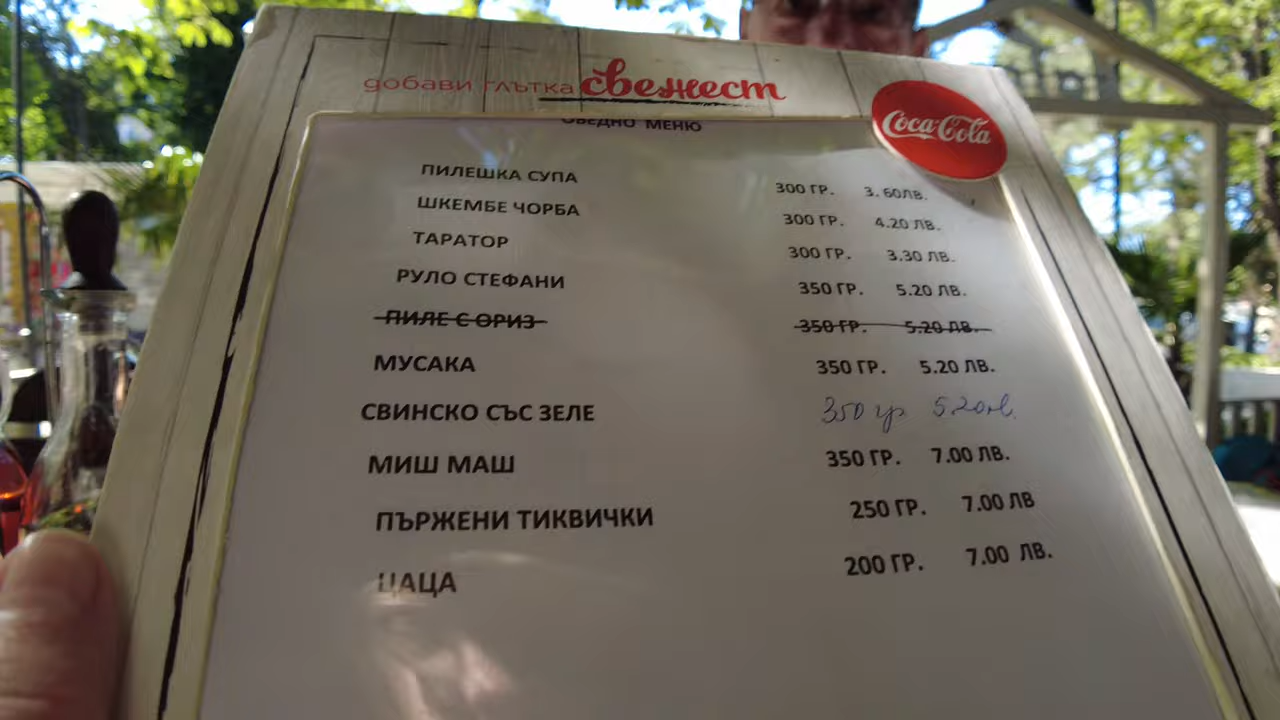 добави глътка свежест
Coca-Cola
ОБЕДНО МЕНЮ
ПИЛЕШКА СУПА 300 ГР. 3.60ЛВ.
ШКЕМБЕ ЧОРБА 300 ГР. 4.20 ЛВ.
ТАРАТОР 300 ГР. 3.30 ЛВ.
РУЛО СТЕФАНИ 350 ГР. 5.20 ЛВ.
ПИЛЕ С ОРИЗ 350 ГР. 5.20 ЛВ.
МУСАКА 350 ГР. 5.20 ЛВ.
СВИНСКО СЪС ЗЕЛЕ 350 гр 5.20лв.
МИШ МАШ 350 ГР. 7.00 ЛВ.
ПЪРЖЕНИ ТИКВИЧКИ 250 ГР. 7.00 ЛВ
ЦАЦА 200 ГР. 7.00 ЛВ.